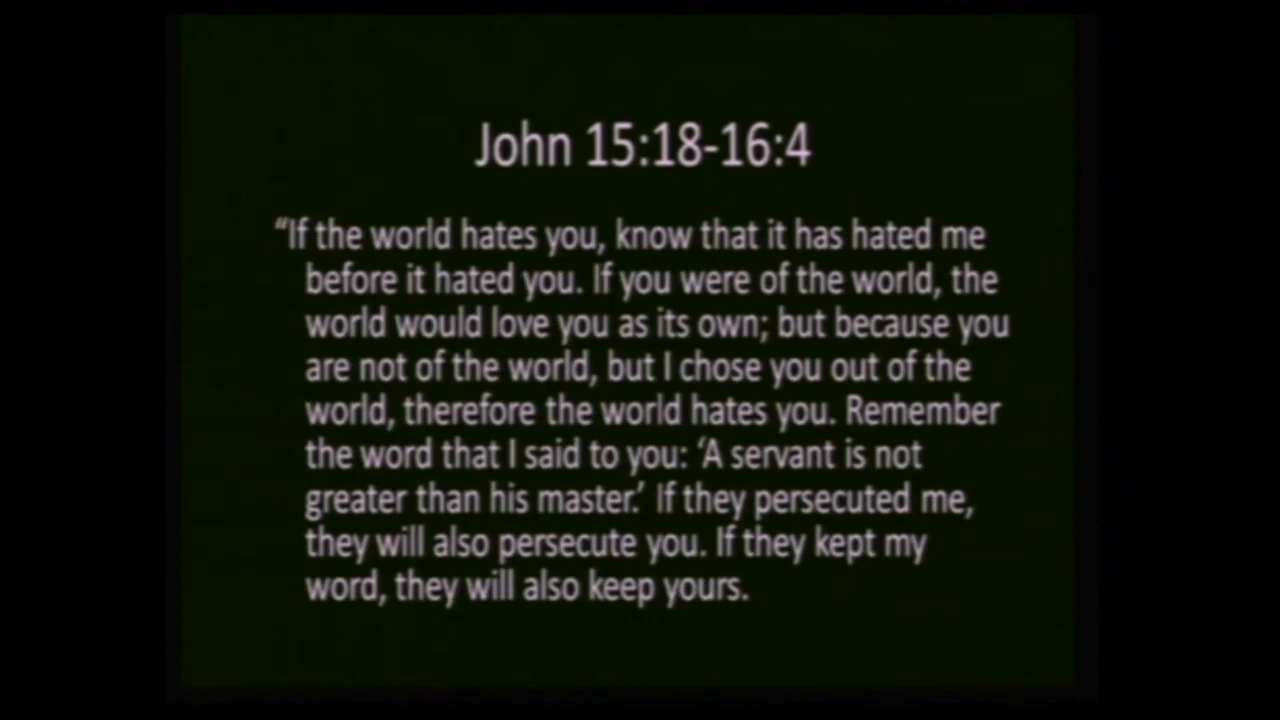 John 15:18-16:4
“If the world hates you, know that it has hated me
before it hated you. If you were of the world, the
world would love you as its own; but because you
are not of the world, but I chose you out of the
world, therefore the world hates you. Remember
the word that I said to you: ‘A servant is not
greater than his master.’ If they persecuted me,
they will also persecute you. If they kept my
word, they will also keep yours.